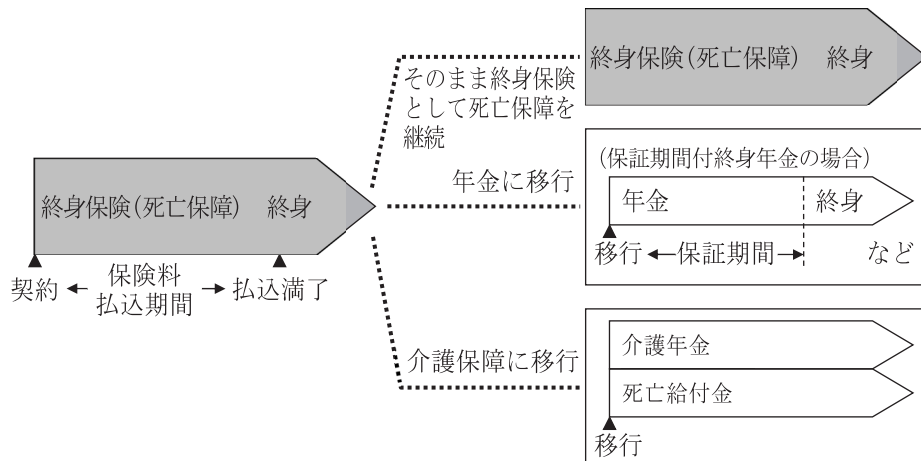 終身保険(死亡保障) 終身
契約
保険料
払込期間
払込満了
そのまま終身保険
として死亡保障を
継続
終身保険(死亡保障) 終身
年金に移行
(保証期間付終身年金の場合)
年金 終身
移行 保証期間 など
介護保障に移行
介護年金
死亡給付金
移行